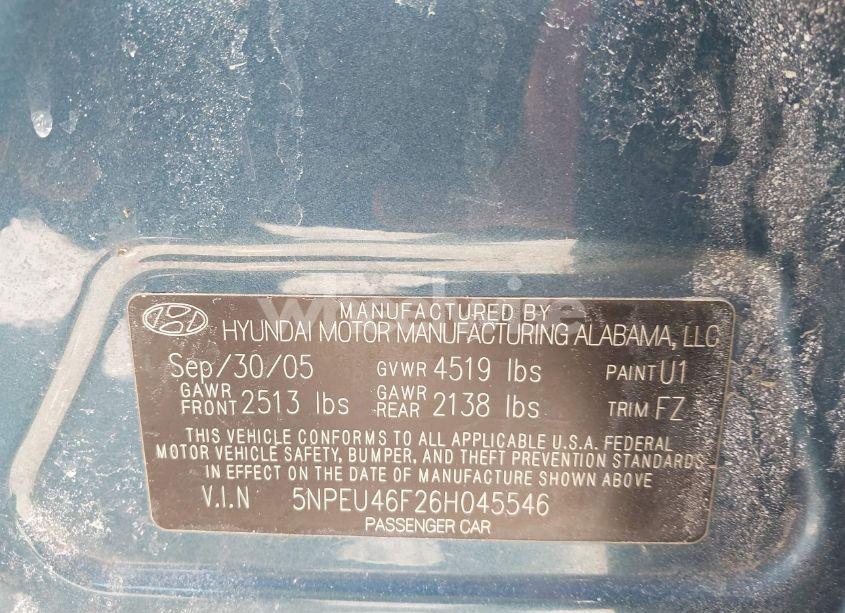 MANUFACTURED BY
HYUNDAI MOTOR MANUFACTURING ALABAMA, LLC
Sep/30/05 GVWR 4519 lbs PAINT U1
GAWR FRONT 2513 lbs GAWR REAR 2138 lbs TRIM FZ
THIS VEHICLE CONFORMS TO ALL APPLICABLE U.S.A. FEDERAL
MOTOR VEHICLE SAFETY, BUMPER, AND THEFT PREVENTION STANDARDS
IN EFFECT ON THE DATE OF MANUFACTURE SHOWN ABOVE
V.I.N 5NPEU46F26H045546
PASSENGER CAR